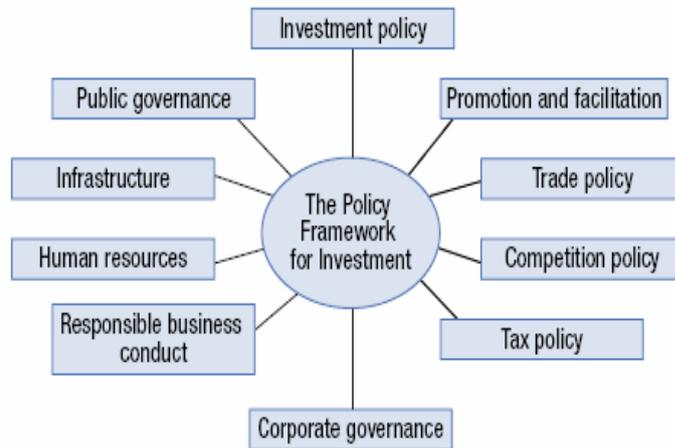 Investment policy
Public governance
Promotion and facilitation
Infrastructure
Trade policy
The Policy
Framework
for Investment
Human resources
Competition policy
Responsible business
conduct
Tax policy
Corporate governance